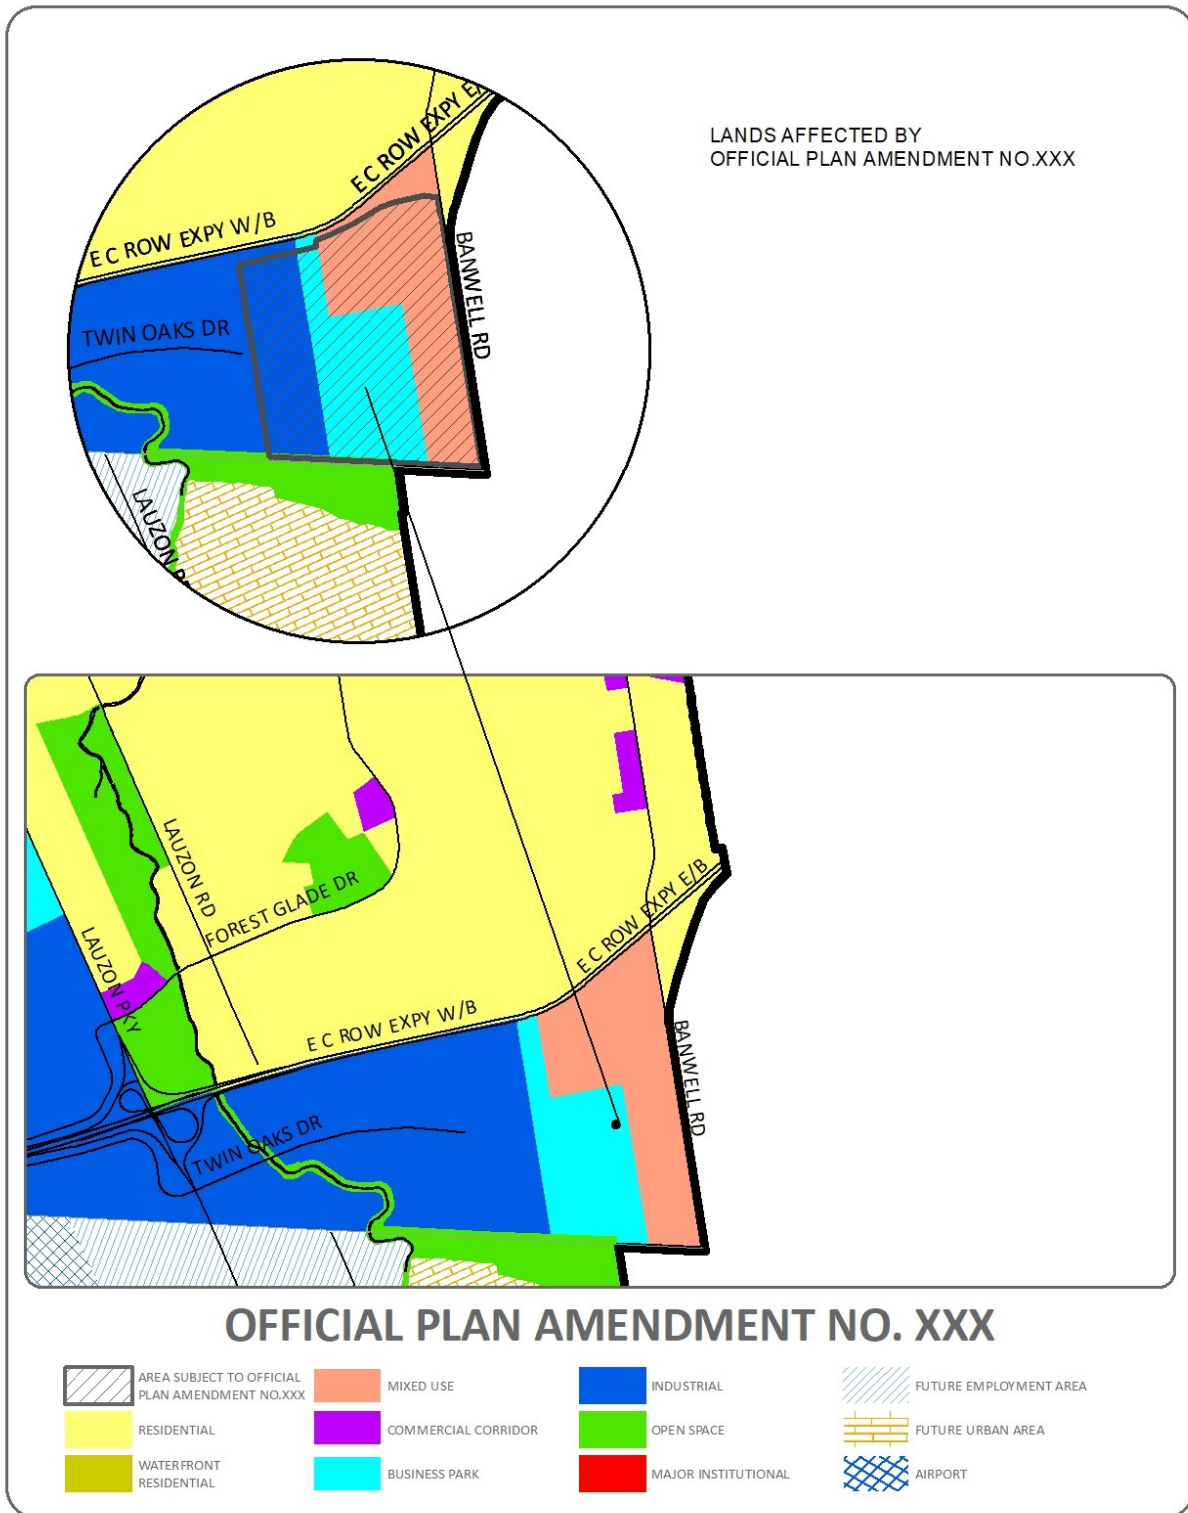 LANDS AFFECTED BY
OFFICIAL PLAN AMENDMENT NO.XXX
E C ROW EXPY
E C ROW EXPY W/B
BANWELL RD
TWIN OAKS DR
LAUZON
LAUZON RD
FOREST GLADE DR
LAUZON PKY
E C ROW EXPY E/B
E C ROW EXPY W/B
BANWELL RD
TWIN OAKS DR
OFFICIAL PLAN AMENDMENT NO. XXX
AREA SUBJECT TO OFFICIAL
PLAN AMENDMENT NO.XXX
MIXED USE
INDUSTRIAL
FUTURE EMPLOYMENT AREA
RESIDENTIAL
COMMERCIAL CORRIDOR
OPEN SPACE
FUTURE URBAN AREA
WATERFRONT
RESIDENTIAL
BUSINESS PARK
MAJOR INSTITUTIONAL
AIRPORT